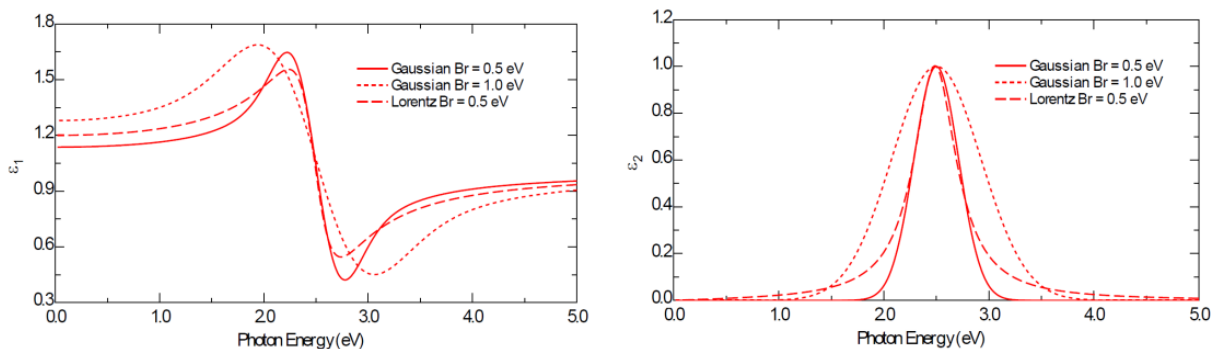 1.8
1.5
1.2
0.9
0.6
0.3
ε1
Gaussian Br = 0.5 eV
Gaussian Br = 1.0 eV
Lorentz Br = 0.5 eV
0.0 1.0 2.0 3.0 4.0 5.0
Photon Energy (eV)
1.2
1.0
0.8
0.6
0.4
0.2
0.0
ε2
Gaussian Br = 0.5 eV
Gaussian Br = 1.0 eV
Lorentz Br = 0.5 eV
0.0 1.0 2.0 3.0 4.0 5.0
Photon Energy (eV)